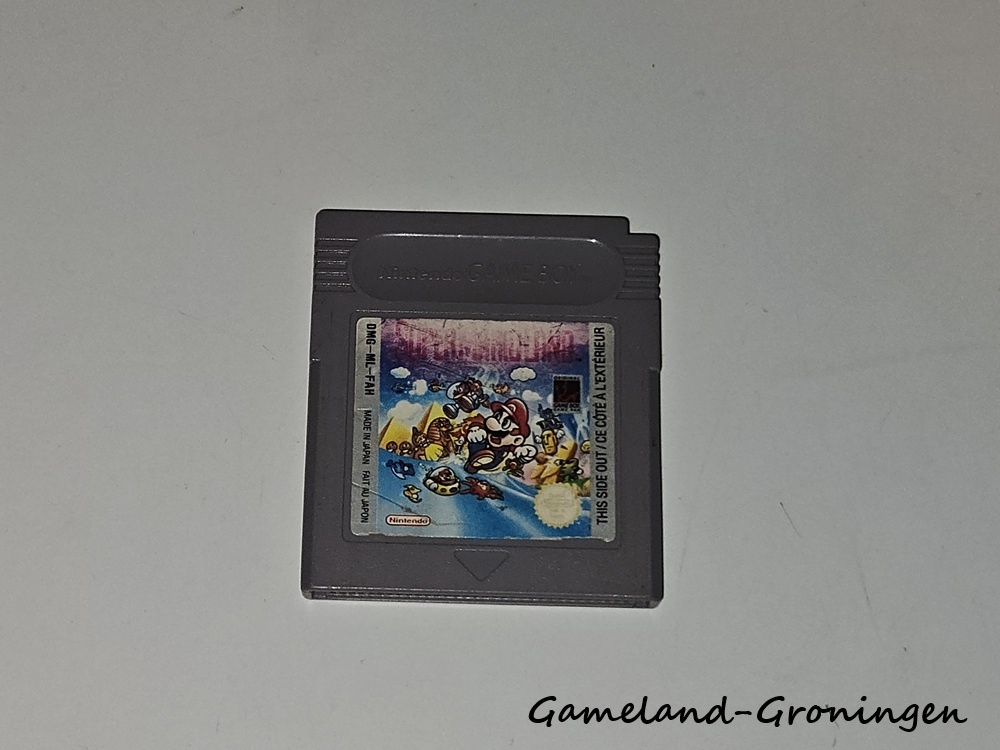 Nintendo GAME BOY
SUPER MARIO LAND
DMG-ML-FAH
MADE IN JAPAN FAIT AU JAPON
THIS SIDE OUT / CE CÔTÉ À L'EXTÉRIEUR
ORIGINAL
Nintendo
Gameland-Groningen